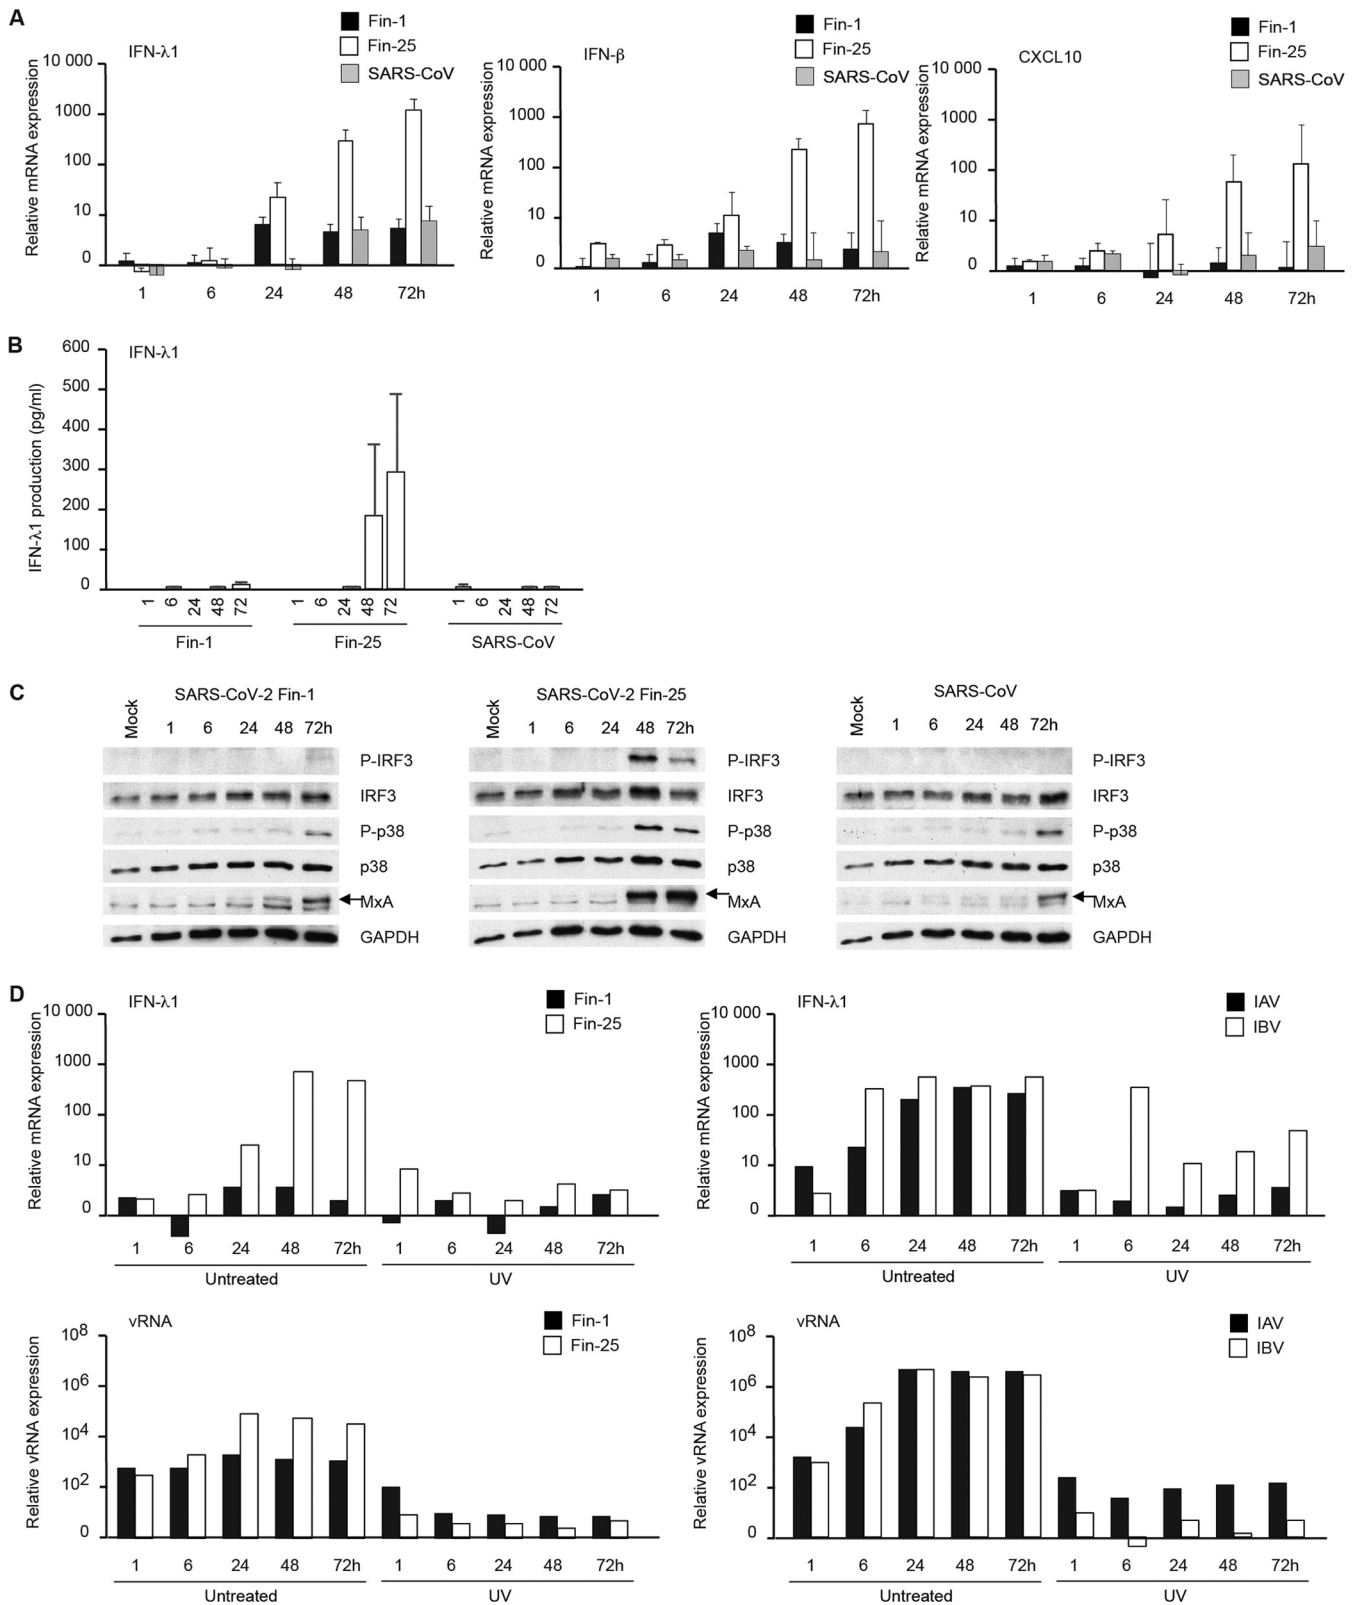 A
IFN-λ1
Fin-1
Fin-25
SARS-CoV
Relative mRNA expression
10 000
1000
100
10
0
1 6 24 48 72h
IFN-β
Fin-1
Fin-25
SARS-CoV
Relative mRNA expression
10 000
1000
100
10
0
1 6 24 48 72h
CXCL10
Fin-1
Fin-25
SARS-CoV
Relative mRNA expression
10 000
1000
100
10
0
1 6 24 48 72h
B
IFN-λ1
IFN-λ1 production (pg/ml)
600
500
400
300
200
100
0
1 6 24 48 72 1 6 24 48 72 1 6 24 48 72
Fin-1 Fin-25 SARS-CoV
C
SARS-CoV-2 Fin-1
Mock 1 6 24 48 72h
P-IRF3
IRF3
P-p38
p38
MxA
GAPDH
SARS-CoV-2 Fin-25
Mock 1 6 24 48 72h
P-IRF3
IRF3
P-p38
p38
MxA
GAPDH
SARS-CoV
Mock 1 6 24 48 72h
P-IRF3
IRF3
P-p38
p38
MxA
GAPDH
D
IFN-λ1
Fin-1
Fin-25
Relative mRNA expression
10 000
1000
100
10
0
1 6 24 48 72h 1 6 24 48 72h
Untreated UV
IFN-λ1
IAV
IBV
Relative mRNA expression
10 000
1000
100
10
0
1 6 24 48 72h 1 6 24 48 72h
Untreated UV
vRNA
Fin-1
Fin-25
Relative vRNA expression
10⁸
10⁶
10⁴
10²
0
1 6 24 48 72h 1 6 24 48 72h
Untreated UV
vRNA
IAV
IBV
Relative vRNA expression
10⁸
10⁶
10⁴
10²
0
1 6 24 48 72h 1 6 24 48 72h
Untreated UV